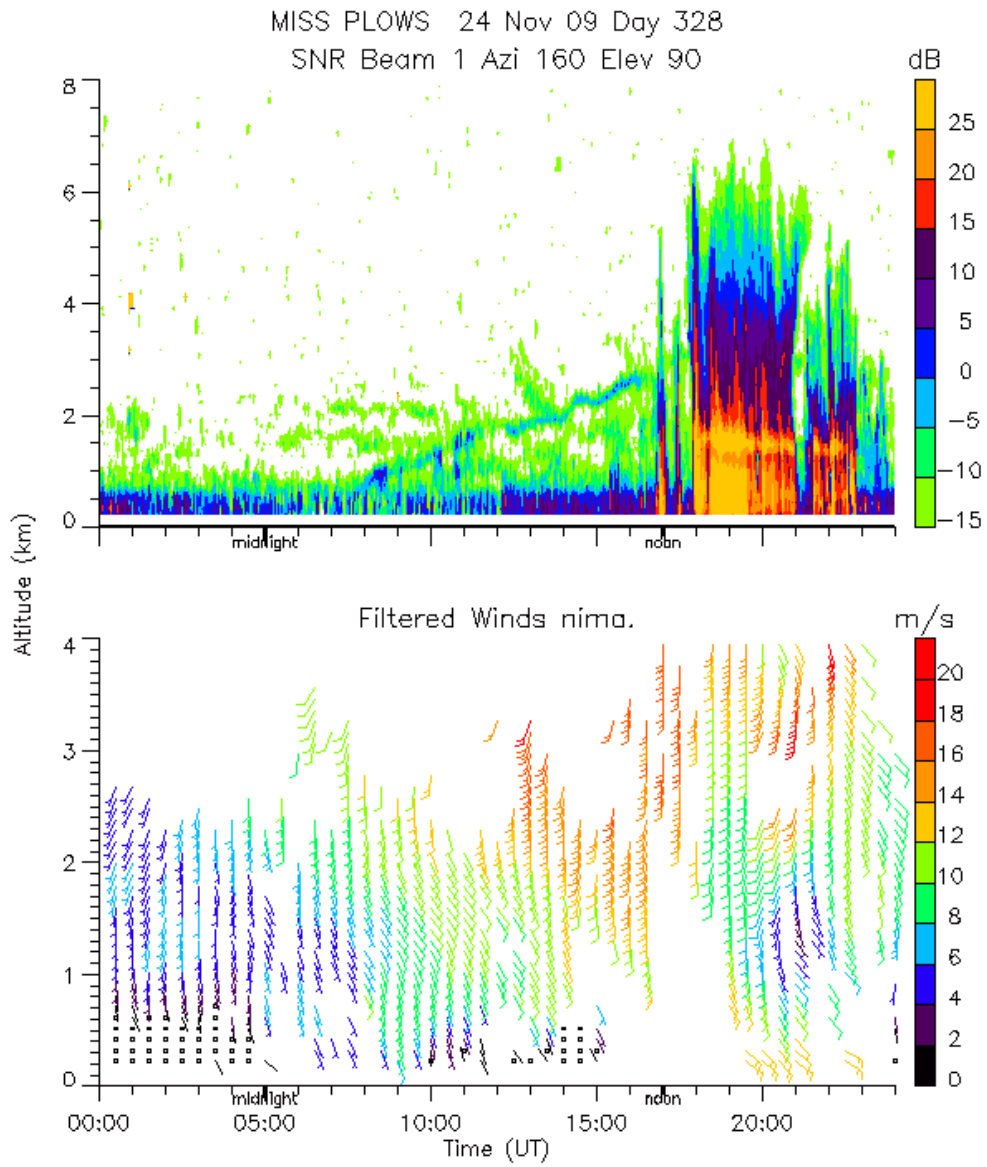 MISS PLOWS 24 Nov 09 Day 328
SNR Beam 1 Azi 160 Elev 90
dB
8
6
4
2
0
25
20
15
10
5
0
−5
−10
−15
midnight
noon
Altitude (km)
Filtered Winds nima.
m/s
4
3
2
1
0
20
18
16
14
12
10
8
6
4
2
0
midnight
noon
00:00 05:00 10:00 15:00 20:00
Time (UT)